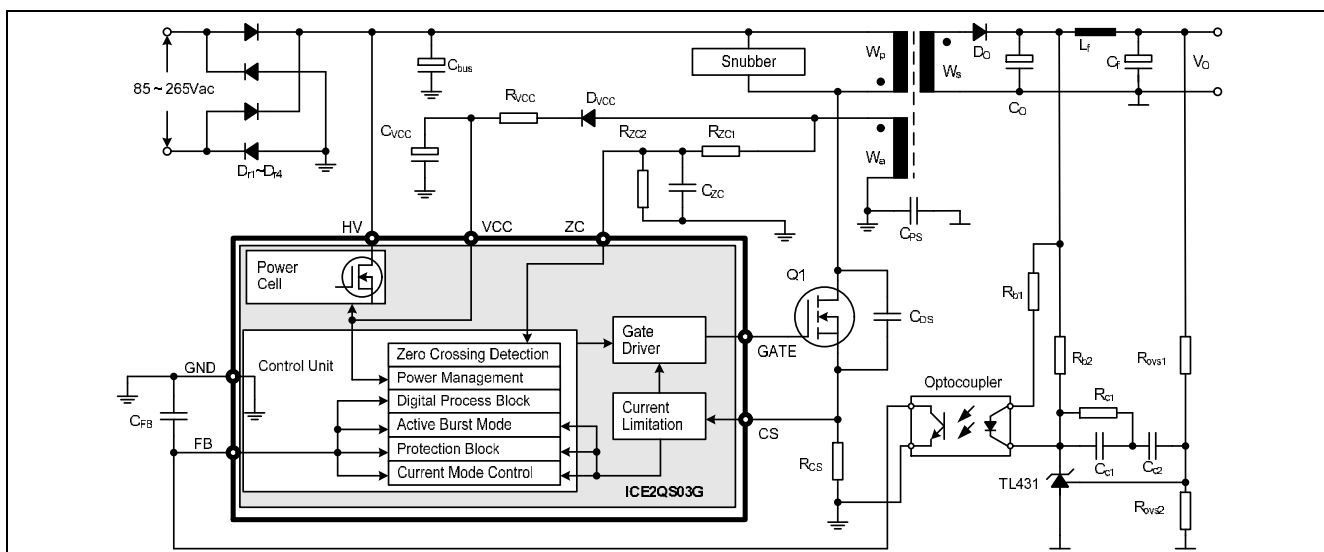 85 ~ 265Vac
Dr1~Dr4
Cbus
Snubber
Wp
Ws
DO
CO
Lf
Cf
VO
CVCC
RVCC
DVCC
RZC2
RZC1
CZC
Wa
CPS
HV
VCC
ZC
Power
Cell
Q1
CDS
Rb1
GND
Control Unit
Zero Crossing Detection
Power Management
Digital Process Block
Active Burst Mode
Protection Block
Current Mode Control
Gate
Driver
GATE
Current
Limitation
CS
CFB
FB
ICE2QS03G
RCS
Optocoupler
Rb2
Rovs1
Rc1
Cc1
Cc2
TL431
Rovs2